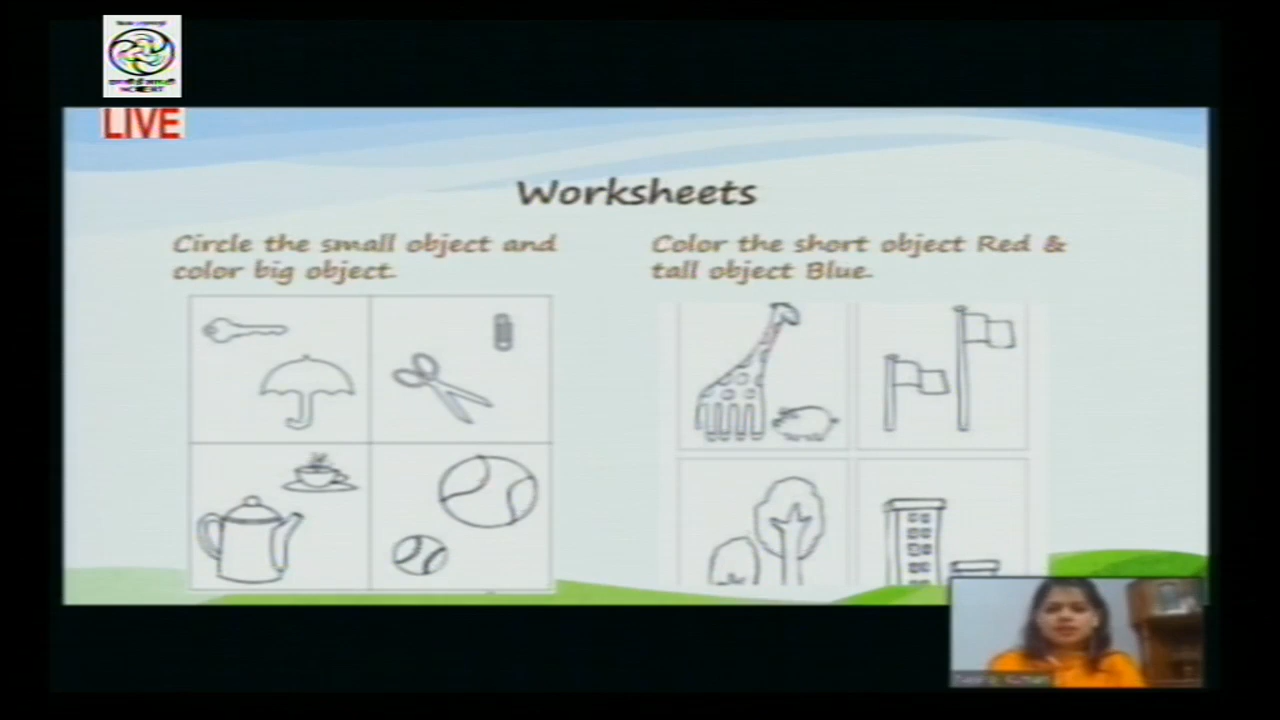 LIVE
Worksheets
Circle the small object and
color big object.
Color the short object Red &
tall object Blue.